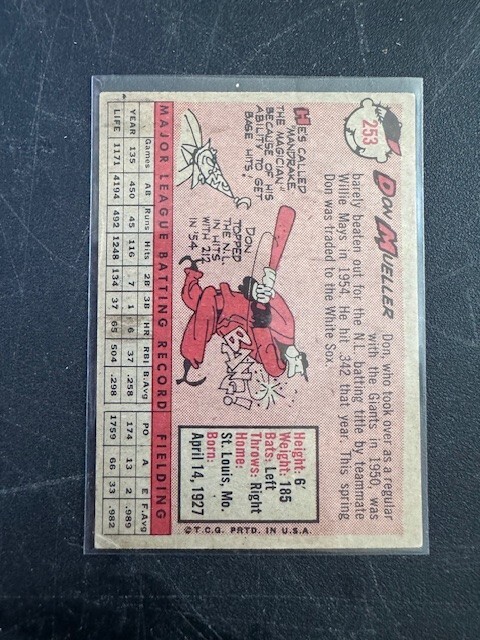 253
DON MUELLER
Don, who took over as a regular
with the Giants in 1950, was
barely beaten out for the N.L. batting title by teammate
Willie Mays in 1954. He hit .342 that year. This spring
Don was traded to the White Sox.
HE'S CALLED
"MANDRAKE
THE MAGICIAN"
BECAUSE OF HIS
ABILITY TO GET
BASE HITS!
DON
TOPPED
THE N.L.
IN HITS
WITH 212
IN '54.
BANG
BANG!
Height: 6'
Weight: 185
Bats: Left
Throws: Right
Home:
St. Louis, Mo.
Born:
April 14, 1927
©T.C.G. PRTD. IN U.S.A.
MAJOR LEAGUE BATTING RECORD FIELDING
Games AB Runs Hits 2B 3B HR RBI B.Avg PO A E F.Avg
YEAR 135 450 45 116 7 1 6 37 .258 174 13 2 .989
LIFE 1171 4194 492 1248 134 37 65 504 .298 1759 66 33 .982